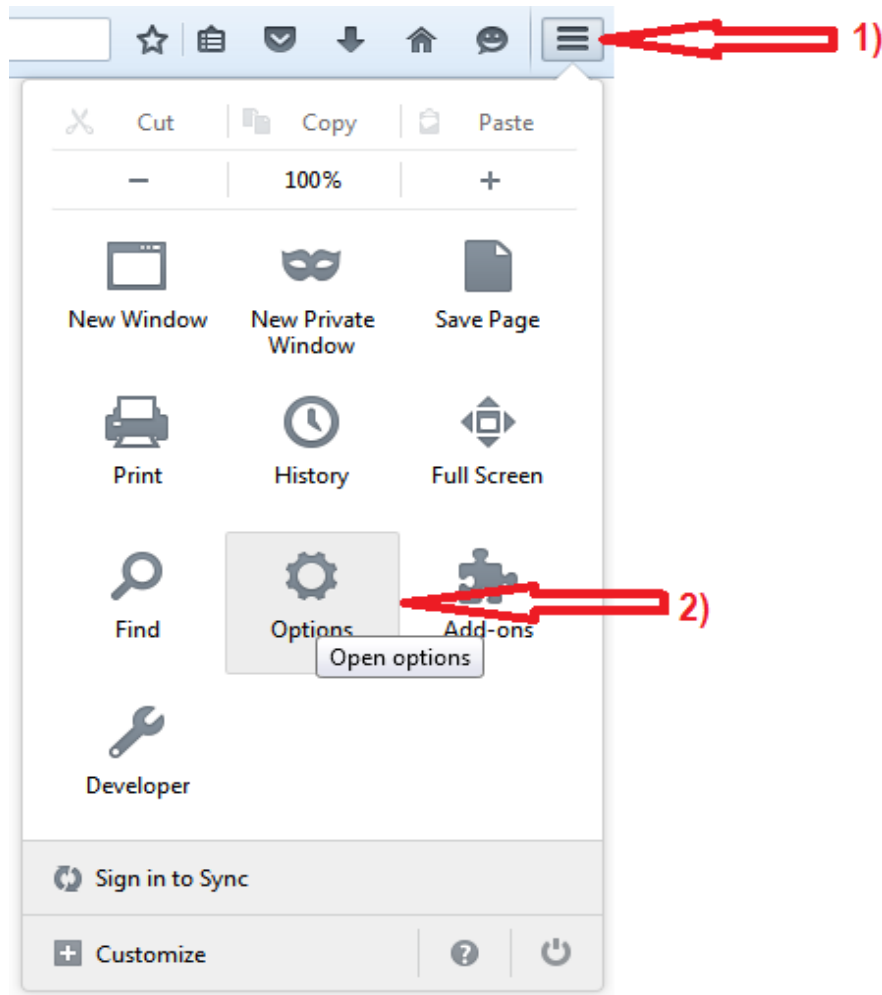 1)
Cut Copy Paste
− 100% +
New Window New Private Window Save Page
Print History Full Screen
Find Options Add-ons
2)
Open options
Developer
Sign in to Sync
Customize